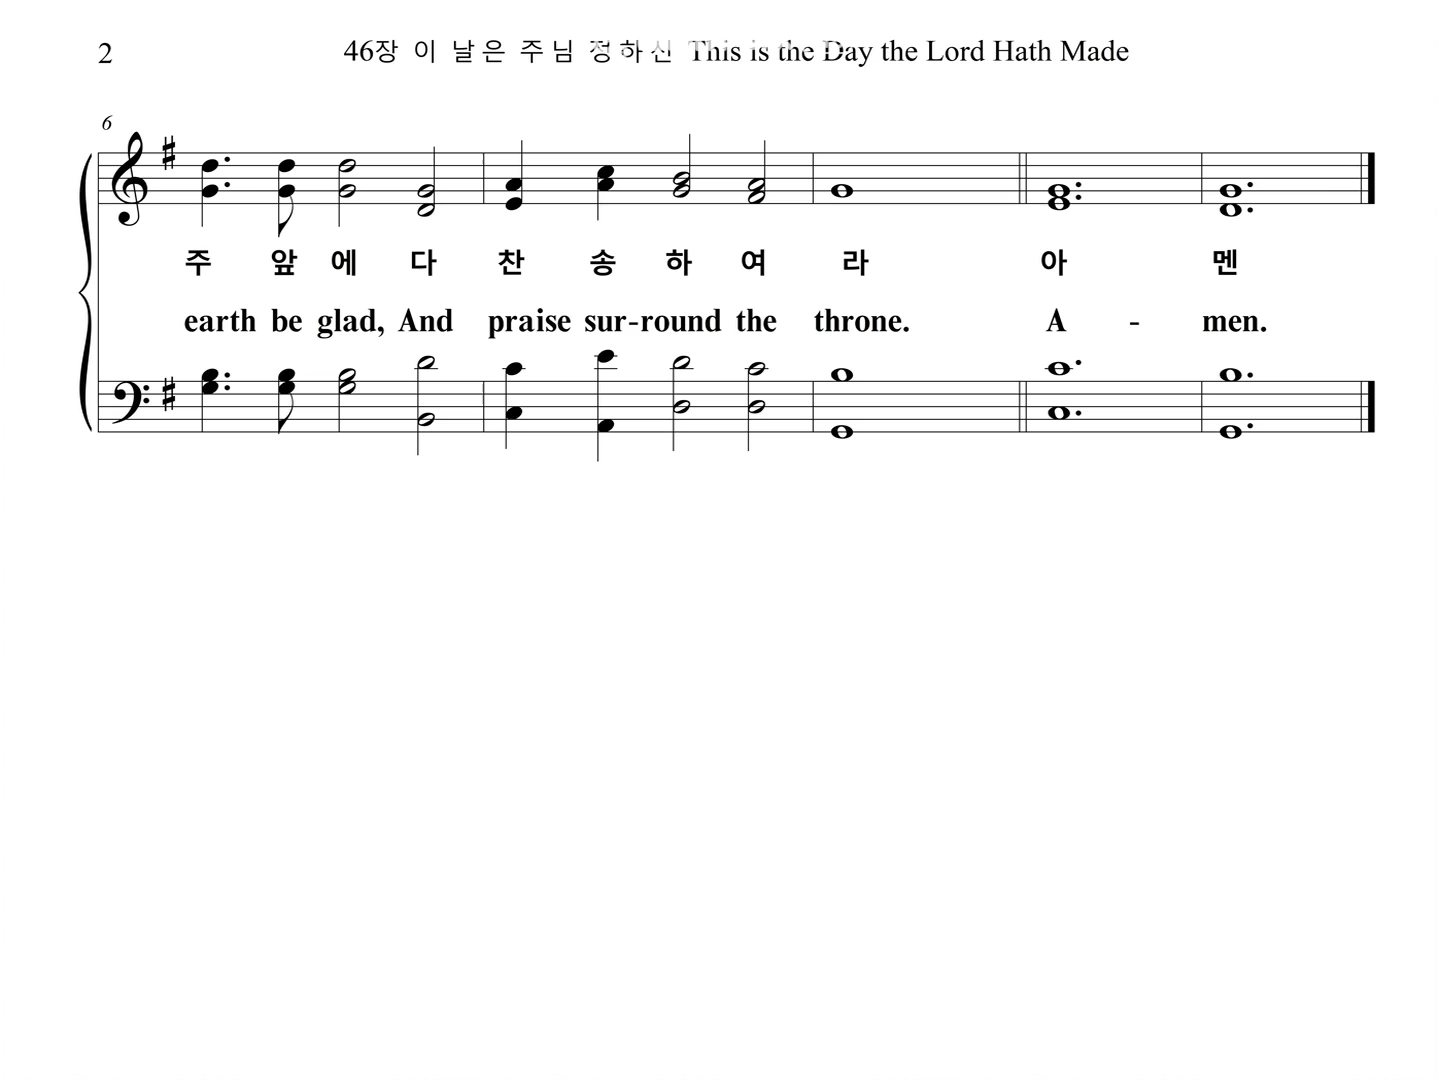 2
46장 이 날은 주님 정하신 This is the Day the Lord Hath Made
6
주 앞 에 다 찬 송 하 여 라 아 멘
earth be glad, And praise sur-round the throne. A - men.